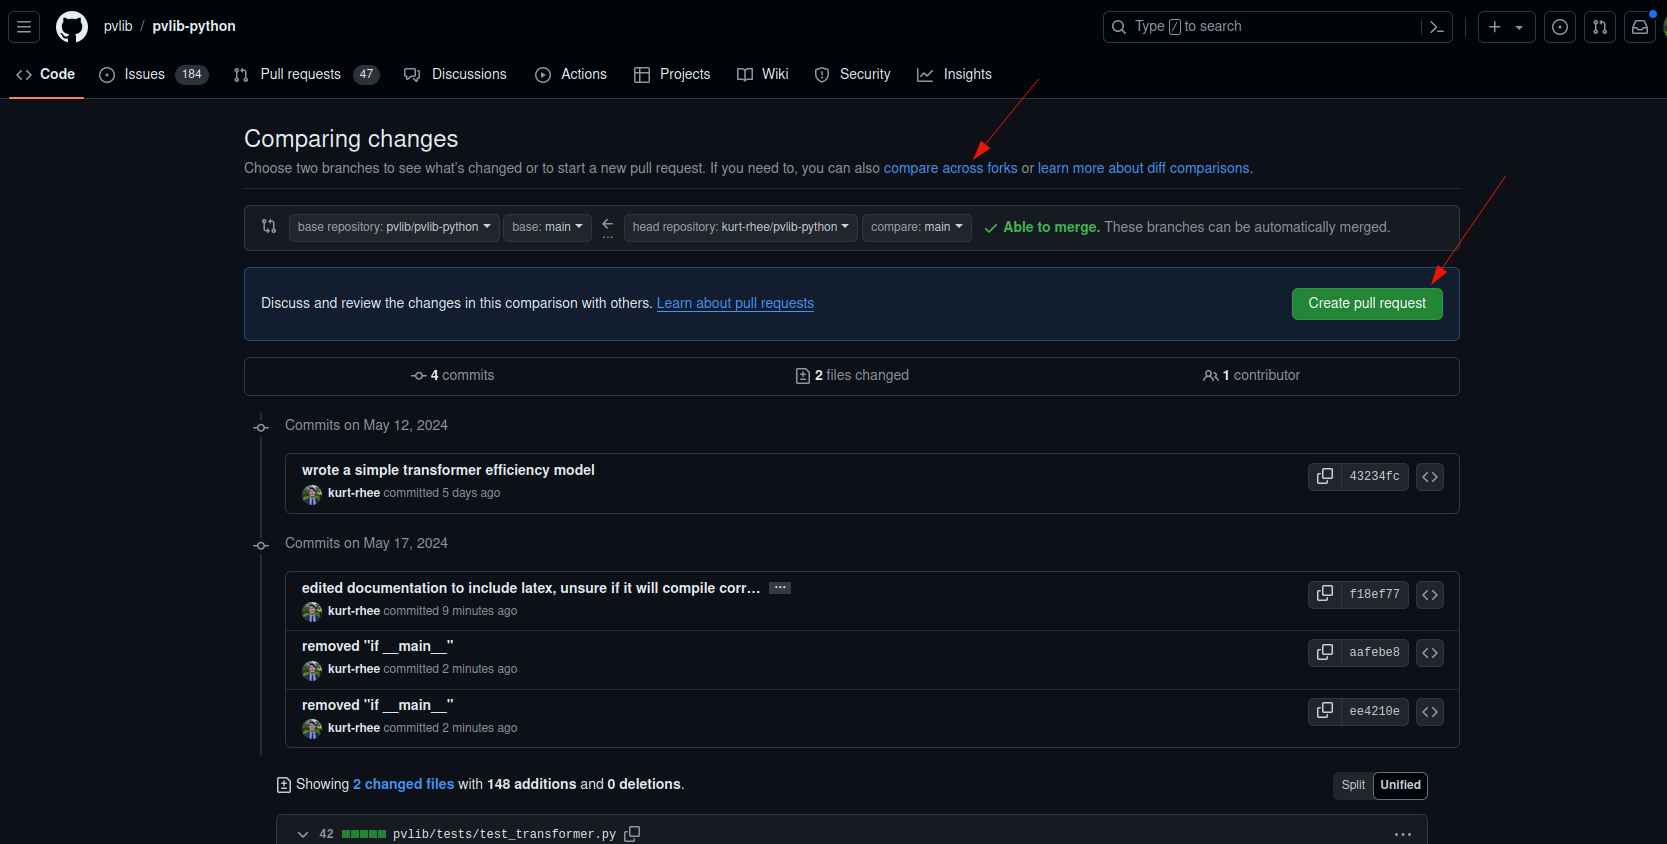 pvlib / pvlib-python
Type / to search
Code Issues 184 Pull requests 47 Discussions Actions Projects Wiki Security Insights
Comparing changes
Choose two branches to see what's changed or to start a new pull request. If you need to, you can also compare across forks or learn more about diff comparisons.
base repository: pvlib/pvlib-python base: main ← ... head repository: kurt-rhee/pvlib-python compare: main ✓ Able to merge. These branches can be automatically merged.
Discuss and review the changes in this comparison with others. Learn about pull requests Create pull request
4 commits 2 files changed 1 contributor
Commits on May 12, 2024
wrote a simple transformer efficiency model
kurt-rhee committed 5 days ago
43234fc
Commits on May 17, 2024
edited documentation to include latex, unsure if it will compile corr… ...
kurt-rhee committed 9 minutes ago
f18ef77
removed "if __main__"
kurt-rhee committed 2 minutes ago
aafebe8
removed "if __main__"
kurt-rhee committed 2 minutes ago
ee4210e
Showing 2 changed files with 148 additions and 0 deletions. Split Unified
42 pvlib/tests/test_transformer.py ...